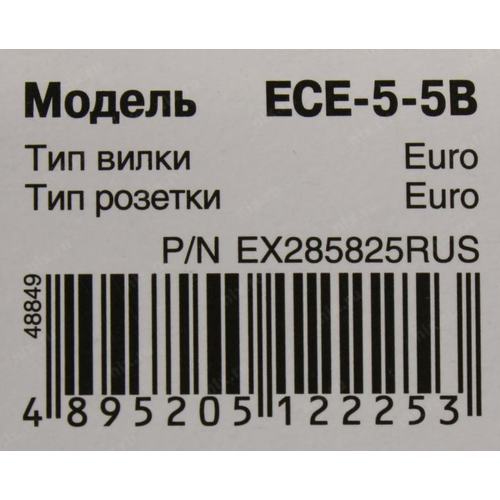 Модель ECE-5-5B
Тип вилки Euro
Тип розетки Euro
P/N EX285825RUS
48849
4 895205 122253